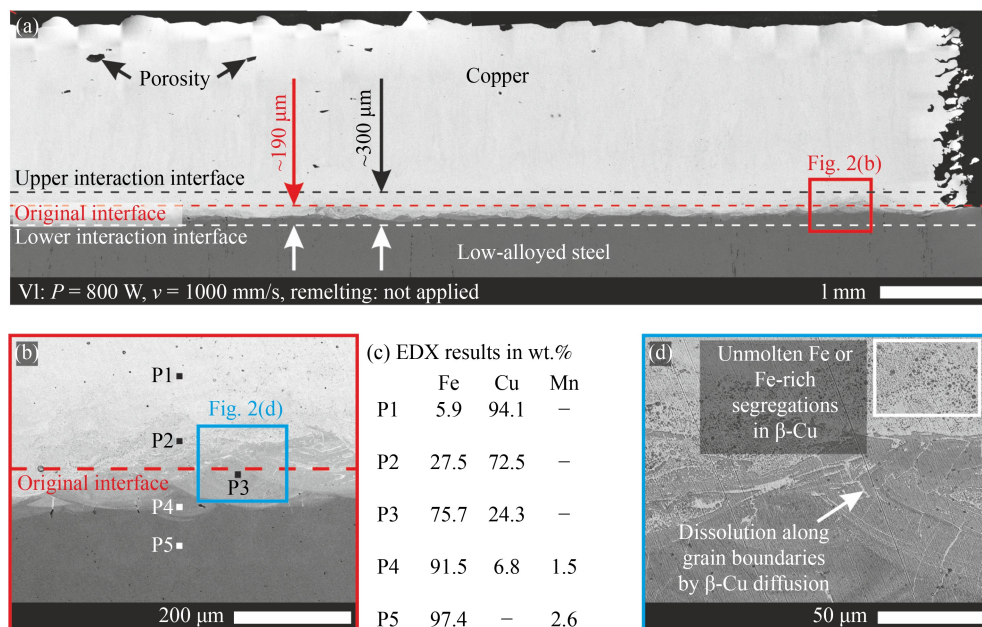 (a)
Porosity
Copper
~190 µm
~300 µm
Upper interaction interface
Fig. 2(b)
Original interface
Lower interaction interface
Low-alloyed steel
Vl: P = 800 W, v = 1000 mm/s, remelting: not applied
1 mm
(b)
P1
Fig. 2(d)
P2
Original interface
P3
P4
P5
200 µm
(c) EDX results in wt.%
Fe Cu Mn
P1 5.9 94.1 –
P2 27.5 72.5 –
P3 75.7 24.3 –
P4 91.5 6.8 1.5
P5 97.4 – 2.6
(d)
Unmolten Fe or
Fe-rich
segregations
in β-Cu
Dissolution along
grain boundaries
by β-Cu diffusion
50 µm